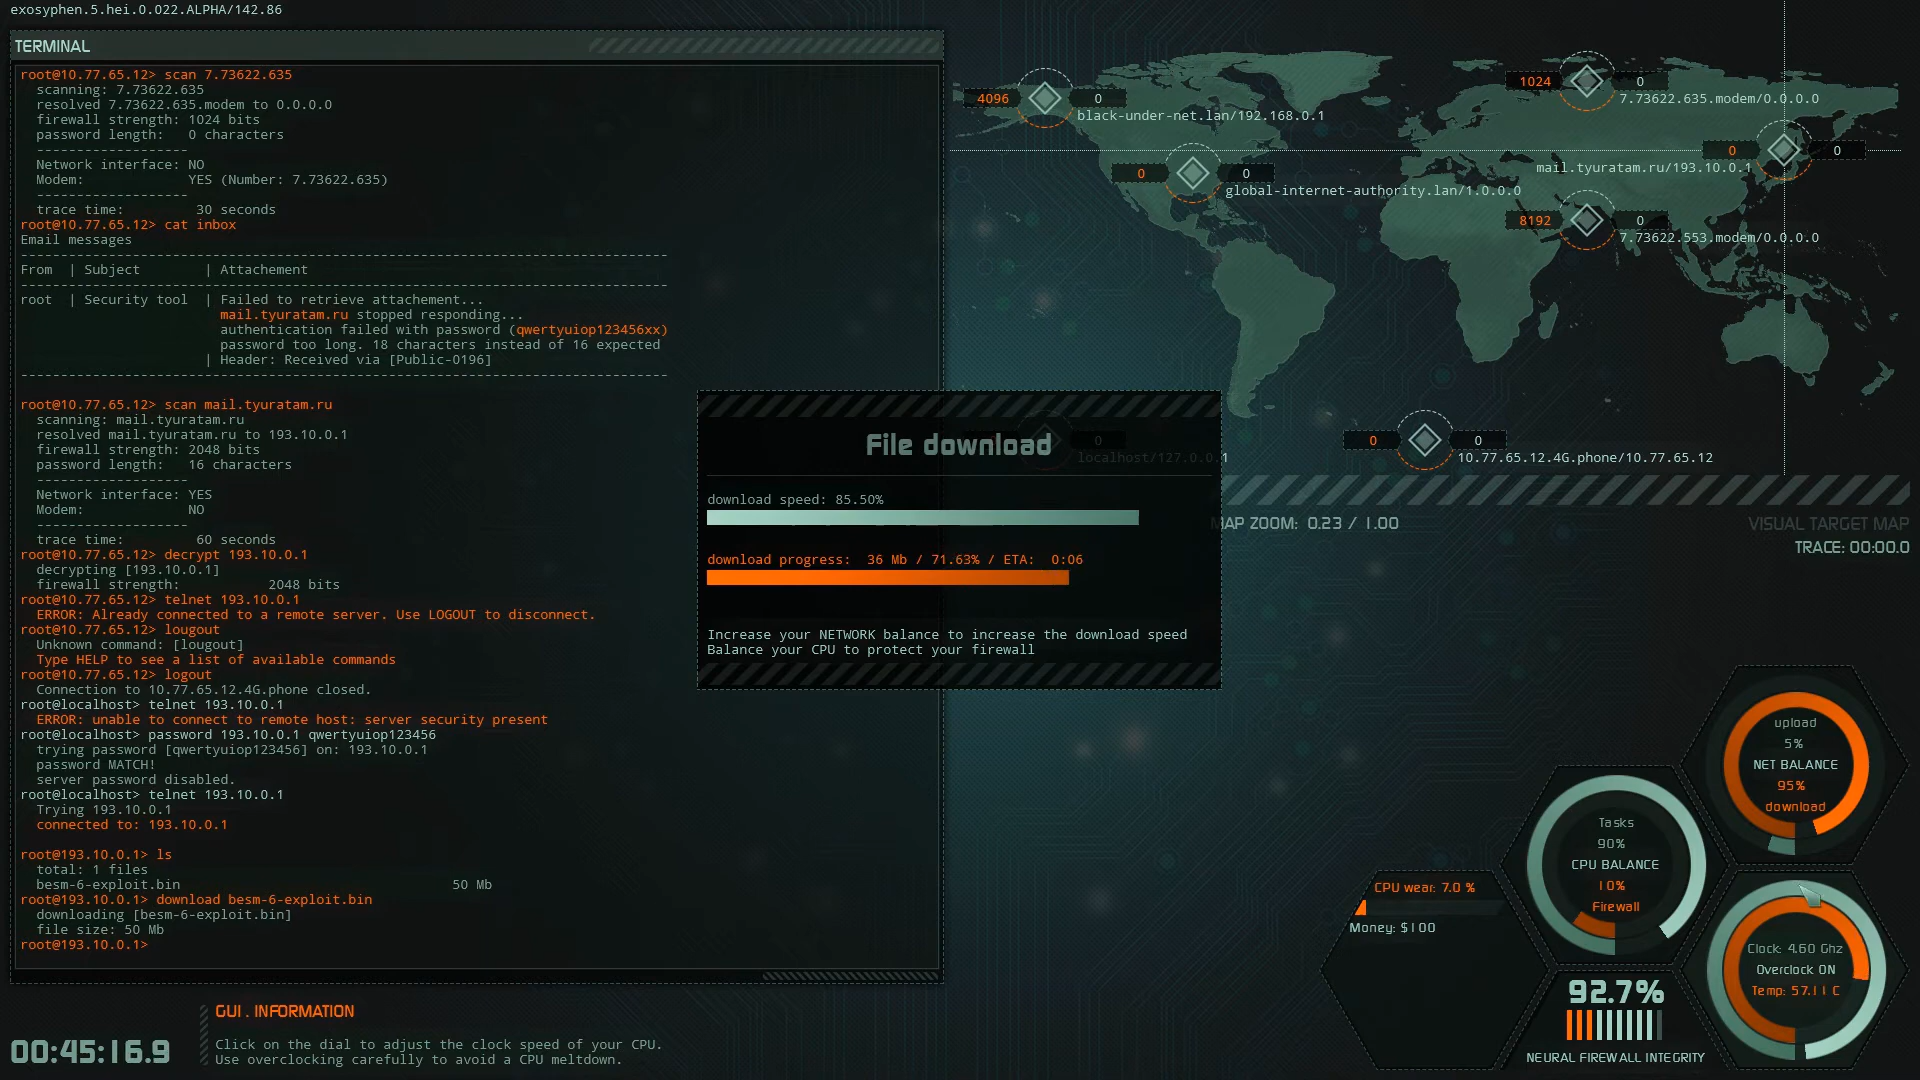 exosyphen.5.hei.0.022.ALPHA/142.86
TERMINAL
root@10.77.65.12> scan 7.73622.635
scanning: 7.73622.635
resolved 7.73622.635.modem to 0.0.0.0
firewall strength: 1024 bits
password length:   0 characters
-------------------
Network interface: NO
Modem:             YES (Number: 7.73622.635)
-------------------
trace time:         30 seconds
root@10.77.65.12> cat inbox
Email messages
---------------------------------------------------------------------------------
From  | Subject         | Attachement
---------------------------------------------------------------------------------
root  | Security tool  | Failed to retrieve attachement...
mail.tyuratam.ru stopped responding...
authentication failed with password (qwertyuiop123456xx)
password too long. 18 characters instead of 16 expected
| Header: Received via [Public-0196]
---------------------------------------------------------------------------------
root@10.77.65.12> scan mail.tyuratam.ru
scanning: mail.tyuratam.ru
resolved mail.tyuratam.ru to 193.10.0.1
firewall strength: 2048 bits
password length:   16 characters
-------------------
Network interface: YES
Modem:             NO
-------------------
trace time:         60 seconds
root@10.77.65.12> decrypt 193.10.0.1
decrypting [193.10.0.1]
firewall strength:           2048 bits
root@10.77.65.12> telnet 193.10.0.1
ERROR: Already connected to a remote server. Use LOGOUT to disconnect.
root@10.77.65.12> lougout
Unknown command: [lougout]
Type HELP to see a list of available commands
root@10.77.65.12> logout
Connection to 10.77.65.12.4G.phone closed.
root@localhost> telnet 193.10.0.1
ERROR: unable to connect to remote host: server security present
root@localhost> password 193.10.0.1 qwertyuiop123456
trying password [qwertyuiop123456] on: 193.10.0.1
password MATCH!
server password disabled.
root@localhost> telnet 193.10.0.1
Trying 193.10.0.1
connected to: 193.10.0.1
root@193.10.0.1> ls
total: 1 files
besm-6-exploit.bin                                  50 Mb
root@193.10.0.1> download besm-6-exploit.bin
downloading [besm-6-exploit.bin]
file size: 50 Mb
root@193.10.0.1>
4096 0
black-under-net.lan/192.168.0.1
1024 0
7.73622.635.modem/0.0.0.0
0 0
mail.tyuratam.ru/193.10.0.1
0 0
global-internet-authority.lan/1.0.0.0
8192 0
7.73622.553.modem/0.0.0.0
0
localhost/127.0.0.1
0 0
10.77.65.12.4G.phone/10.77.65.12
File download
download speed: 85.50%
download progress:  36 Mb / 71.63% / ETA:  0:06
Increase your NETWORK balance to increase the download speed
Balance your CPU to protect your firewall
MAP ZOOM: 0.23 / 1.00
VISUAL TARGET MAP
TRACE: 00:00.0
upload
5%
NET BALANCE
95%
download
Tasks
90%
CPU BALANCE
10%
Firewall
CPU wear: 7.0 %
Money: $100
Clock: 4.60 Ghz
Overclock ON
Temp: 57.11 C
92.7%
NEURAL FIREWALL INTEGRITY
00:45:16.9
GUI . INFORMATION
Click on the dial to adjust the clock speed of your CPU.
Use overclocking carefully to avoid a CPU meltdown.